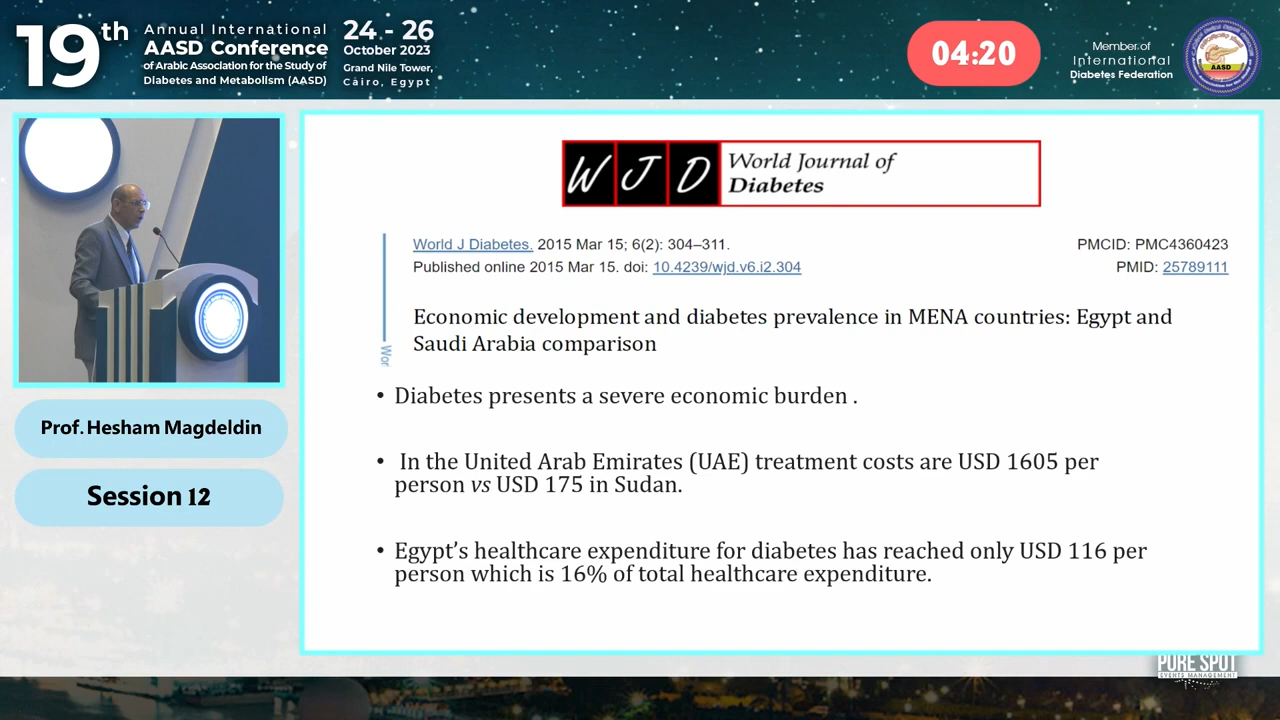 19th
Annual International
AASD Conference
of Arabic Association for the Study of
Diabetes and Metabolism (AASD)
24 - 26
October 2023
Grand Nile Tower,
Cairo, Egypt
04:20
Member of
International
Diabetes Federation
AASD
WJD
World Journal of
Diabetes
World J Diabetes. 2015 Mar 15; 6(2): 304–311.
PMCID: PMC4360423
Published online 2015 Mar 15. doi: 10.4239/wjd.v6.i2.304
PMID: 25789111
Wor
Economic development and diabetes prevalence in MENA countries: Egypt and
Saudi Arabia comparison
• Diabetes presents a severe economic burden .
• In the United Arab Emirates (UAE) treatment costs are USD 1605 per
person vs USD 175 in Sudan.
• Egypt’s healthcare expenditure for diabetes has reached only USD 116 per
person which is 16% of total healthcare expenditure.
Prof. Hesham Magdeldin
Session 12
PURE SPOT
EVENTS MANAGEMENT